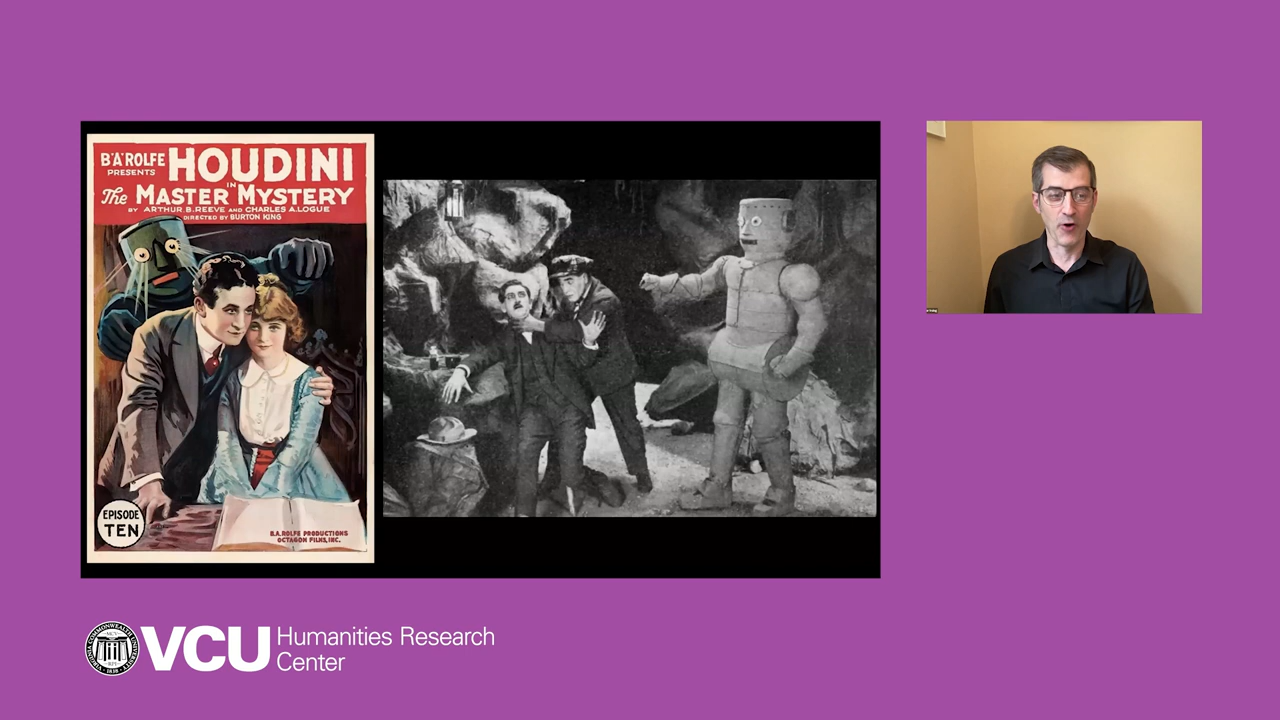 B.A. ROLFE
PRESENTS
HOUDINI
IN
The MASTER MYSTERY
BY ARTHUR B. REEVE AND CHARLES A. LOGUE
DIRECTED BY BURTON KING
EPISODE
TEN
B.A. ROLFE PRODUCTIONS
OCTAGON FILMS, INC.
VCU Humanities Research
Center